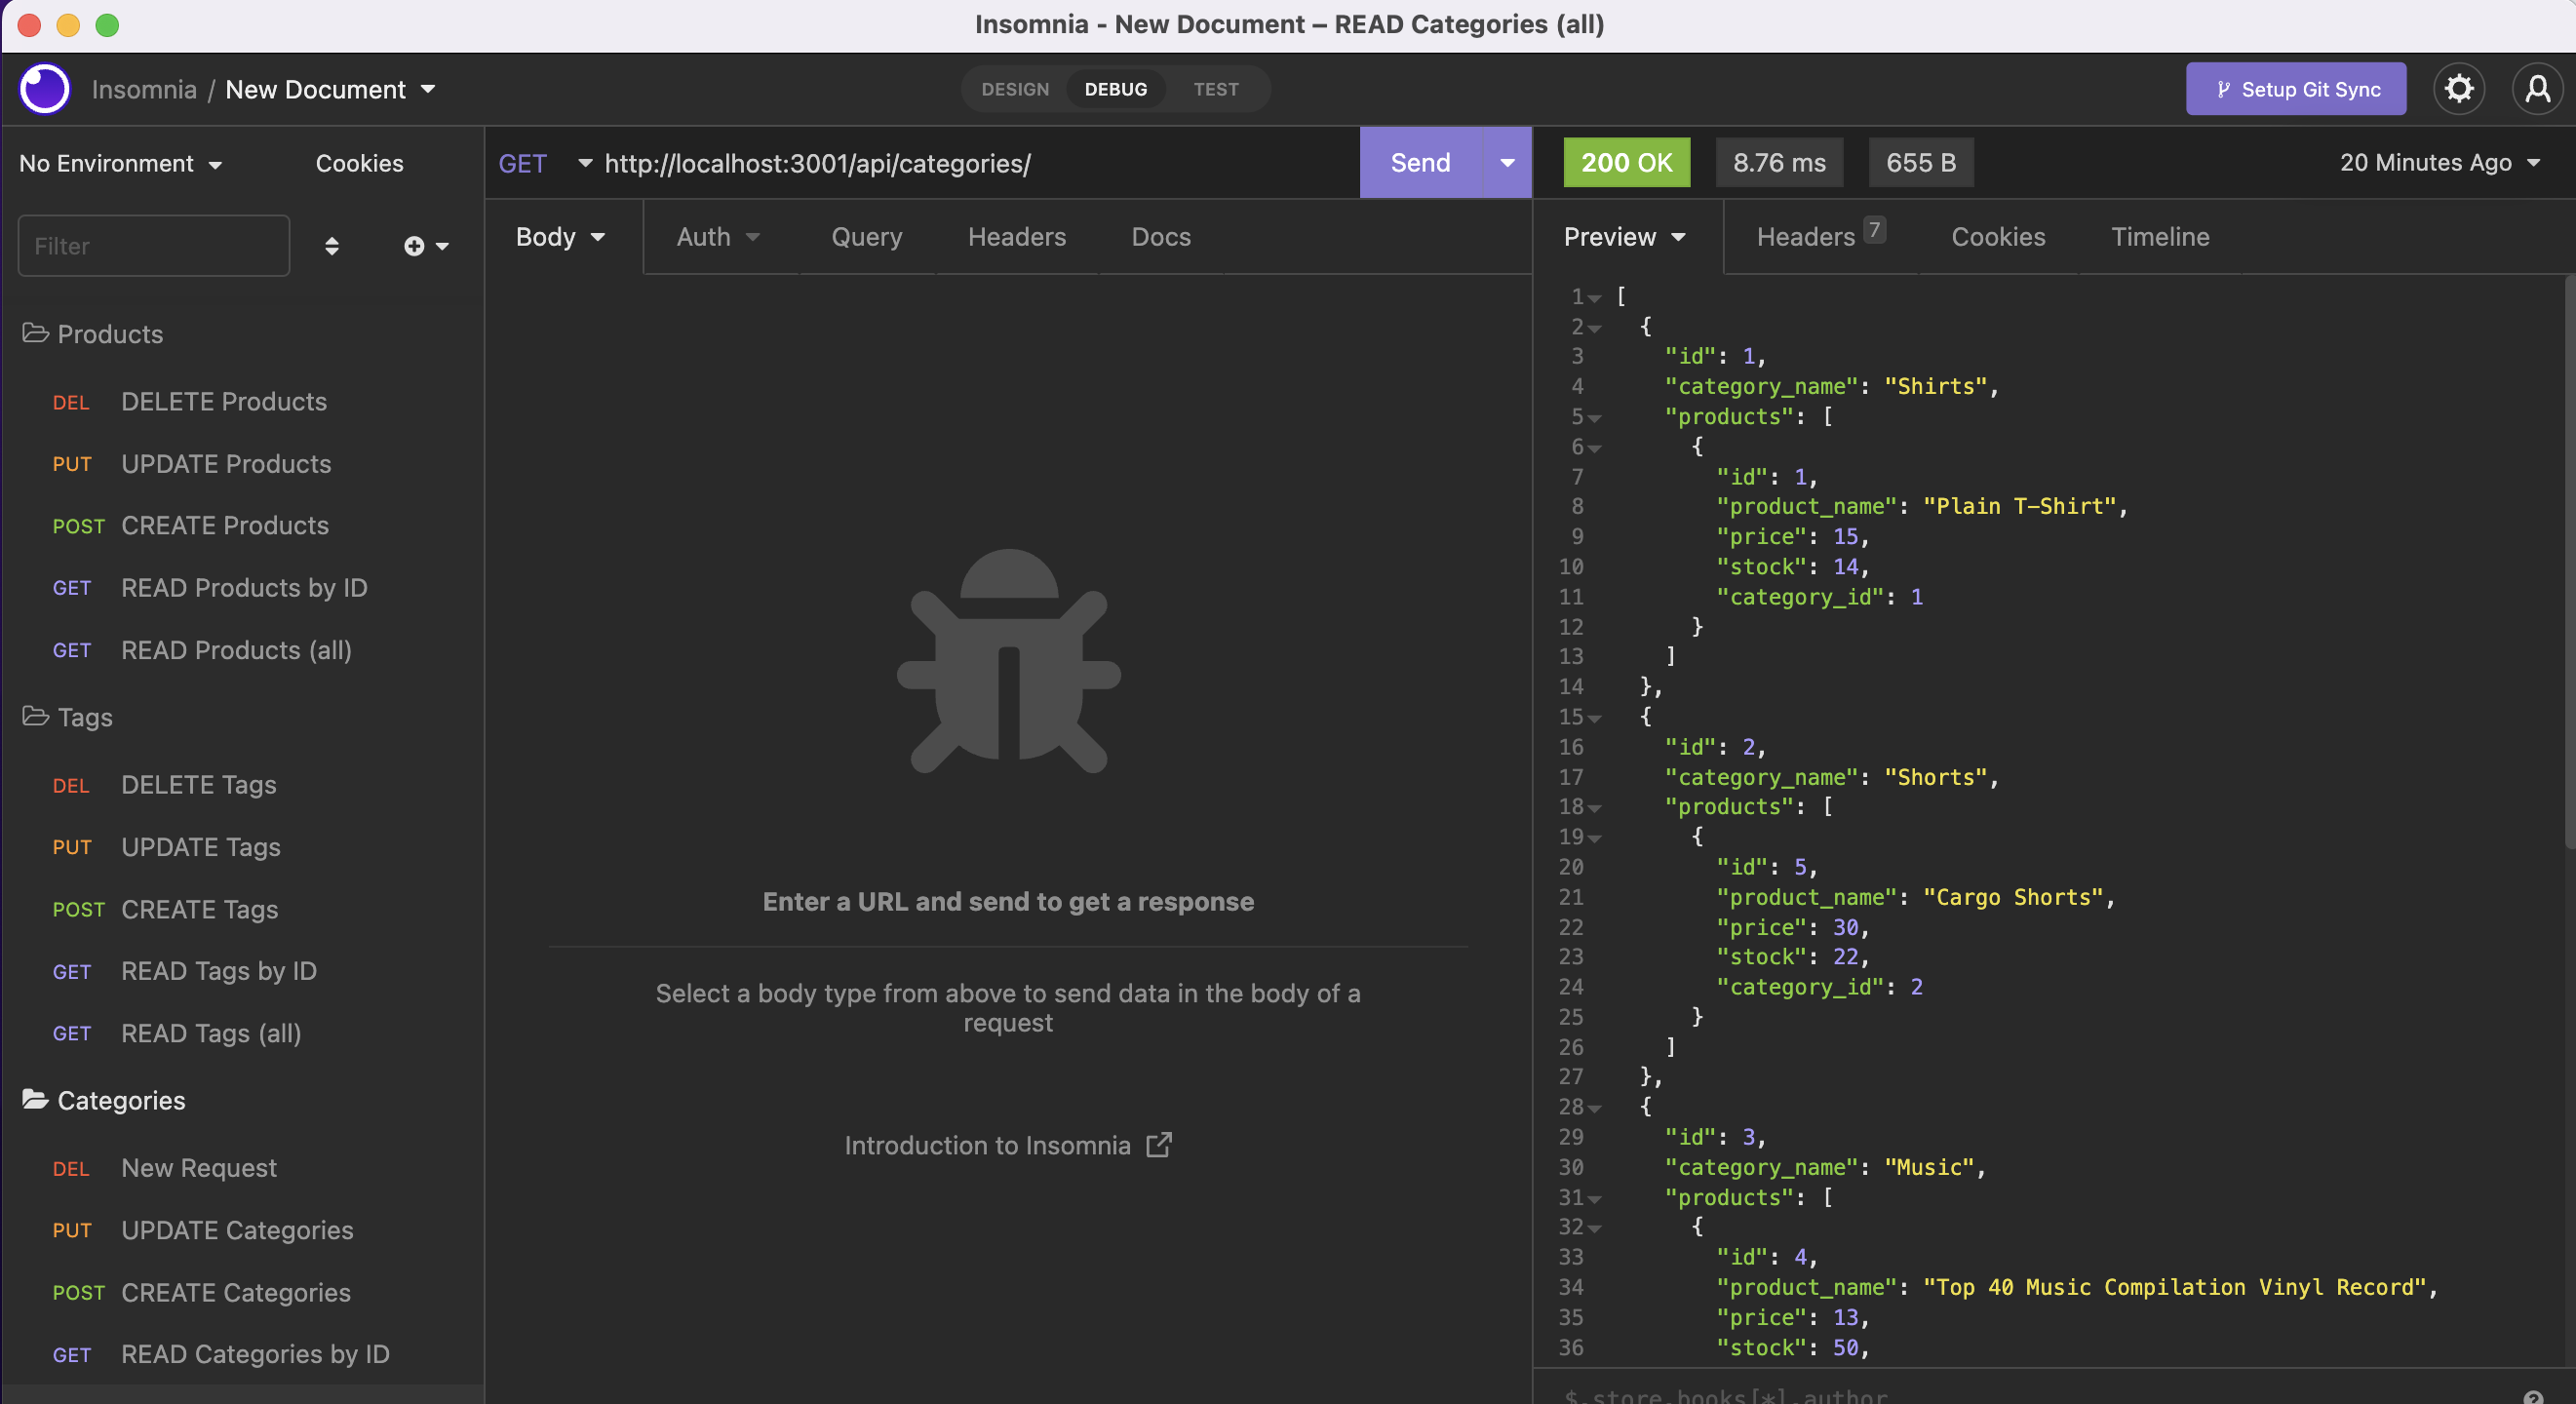 Insomnia - New Document – READ Categories (all)
Insomnia / New Document
DESIGN DEBUG TEST
Setup Git Sync
No Environment Cookies
Filter
Products
DEL DELETE Products
PUT UPDATE Products
POST CREATE Products
GET READ Products by ID
GET READ Products (all)
Tags
DEL DELETE Tags
PUT UPDATE Tags
POST CREATE Tags
GET READ Tags by ID
GET READ Tags (all)
Categories
DEL New Request
PUT UPDATE Categories
POST CREATE Categories
GET READ Categories by ID
GET http://localhost:3001/api/categories/ Send
Body Auth Query Headers Docs
Enter a URL and send to get a response
Select a body type from above to send data in the body of a
request
Introduction to Insomnia
200 OK 8.76 ms 655 B 20 Minutes Ago
Preview Headers 7 Cookies Timeline
1 [
2 {
3 "id": 1,
4 "category_name": "Shirts",
5 "products": [
6 {
7 "id": 1,
8 "product_name": "Plain T-Shirt",
9 "price": 15,
10 "stock": 14,
11 "category_id": 1
12 }
13 ]
14 },
15 {
16 "id": 2,
17 "category_name": "Shorts",
18 "products": [
19 {
20 "id": 5,
21 "product_name": "Cargo Shorts",
22 "price": 30,
23 "stock": 22,
24 "category_id": 2
25 }
26 ]
27 },
28 {
29 "id": 3,
30 "category_name": "Music",
31 "products": [
32 {
33 "id": 4,
34 "product_name": "Top 40 Music Compilation Vinyl Record",
35 "price": 13,
36 "stock": 50,
$.store.books[*].author